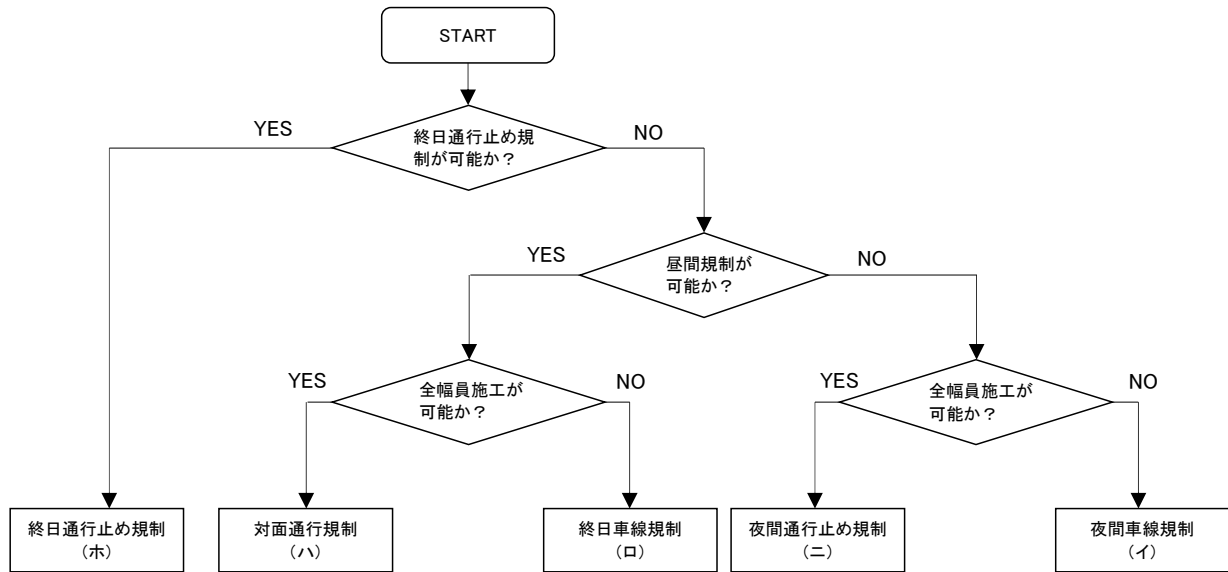 START
YES
終日通行止め規
制が可能か？
NO
YES
昼間規制が
可能か？
NO
YES
全幅員施工が
可能か？
NO
YES
全幅員施工が
可能か？
NO
終日通行止め規制
（ホ）
対面通行規制
（ハ）
終日車線規制
（ロ）
夜間通行止め規制
（ニ）
夜間車線規制
（イ）